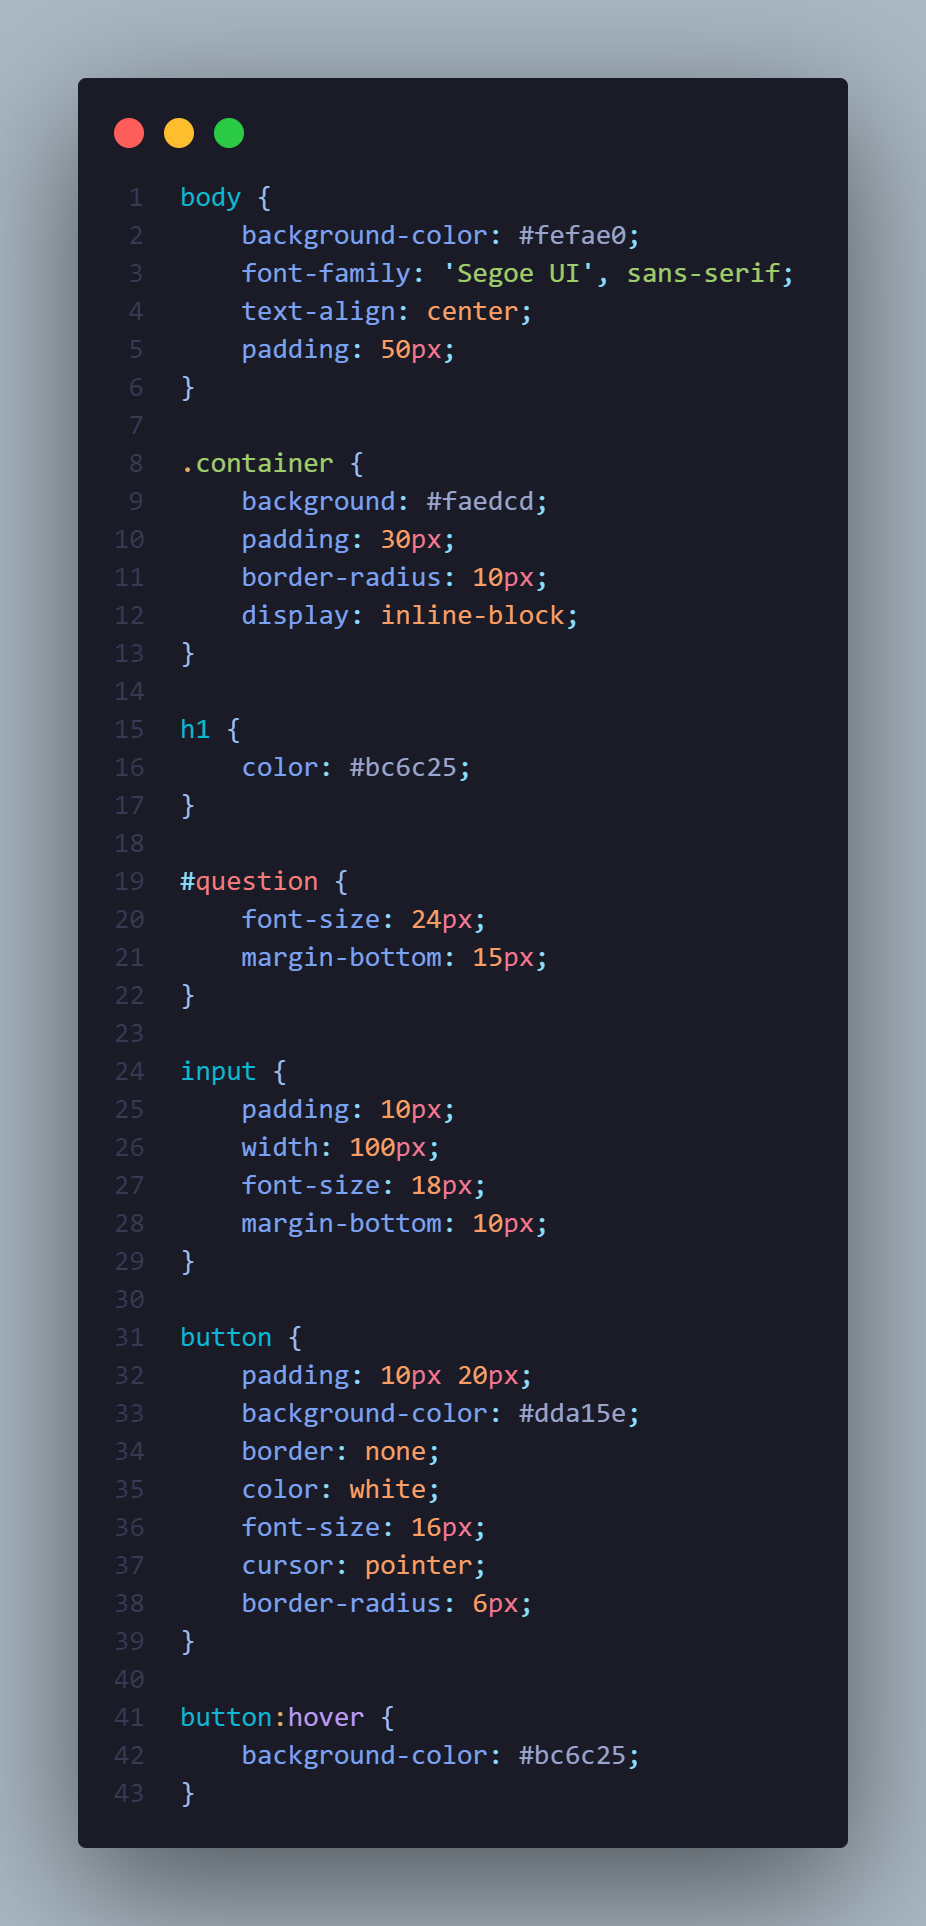 1 body {
2     background-color: #fefae0;
3     font-family: 'Segoe UI', sans-serif;
4     text-align: center;
5     padding: 50px;
6 }
7
8 .container {
9     background: #faedcd;
10     padding: 30px;
11     border-radius: 10px;
12     display: inline-block;
13 }
14
15 h1 {
16     color: #bc6c25;
17 }
18
19 #question {
20     font-size: 24px;
21     margin-bottom: 15px;
22 }
23
24 input {
25     padding: 10px;
26     width: 100px;
27     font-size: 18px;
28     margin-bottom: 10px;
29 }
30
31 button {
32     padding: 10px 20px;
33     background-color: #dda15e;
34     border: none;
35     color: white;
36     font-size: 16px;
37     cursor: pointer;
38     border-radius: 6px;
39 }
40
41 button:hover {
42     background-color: #bc6c25;
43 }